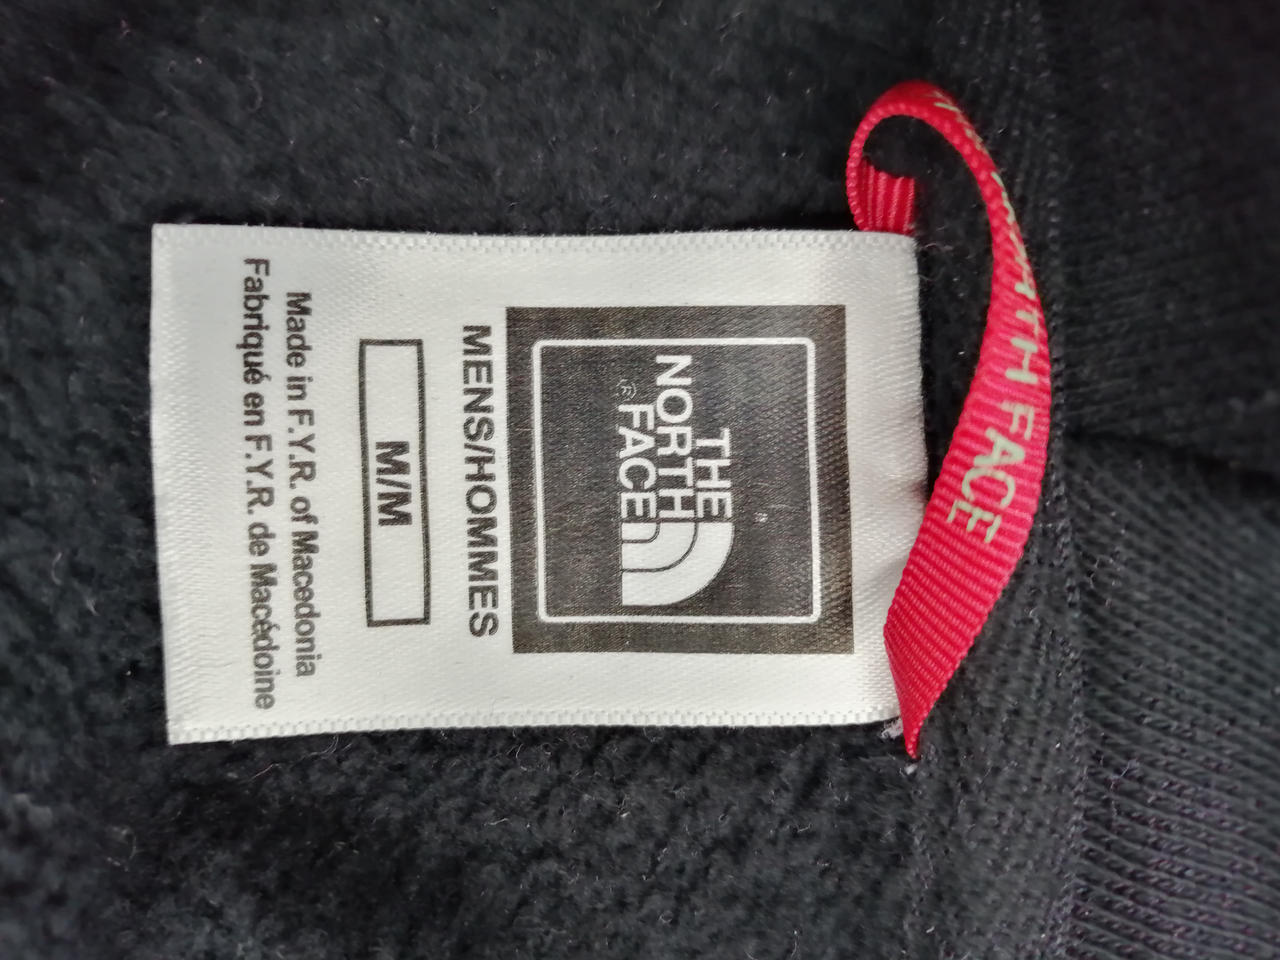 THE
NORTH
FACE
®
MENS/HOMMES
M/M
Made in F.Y.R. of Macedonia
Fabriqué en F.Y.R. de Macédoine
FACE